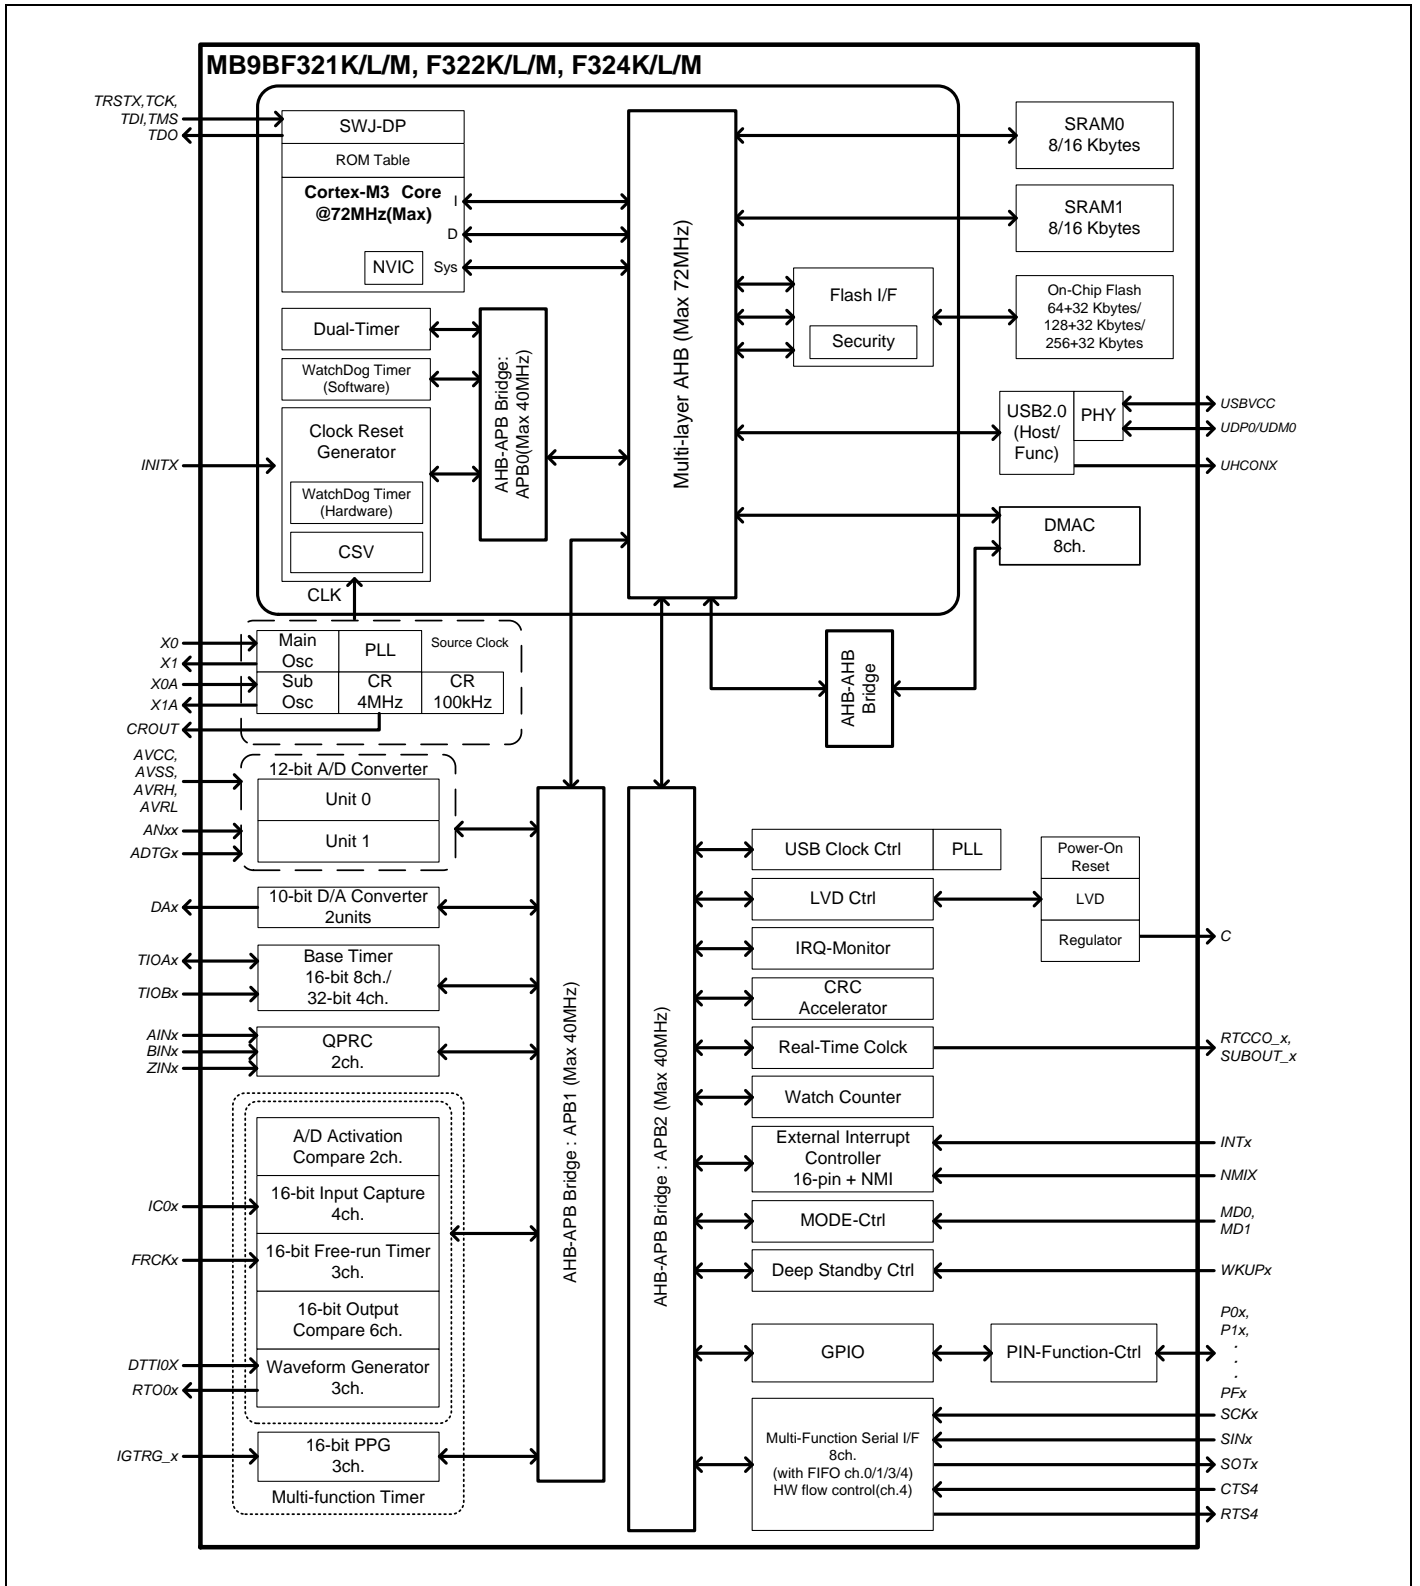 MB9BF321K/L/M, F322K/L/M, F324K/L/M
TRSTX,TCK,
TDI,TMS
TDO
SWJ-DP
ROM Table
Cortex-M3 Core
@72MHz(Max)
I
D
NVIC
Sys
Dual-Timer
WatchDog Timer
(Software)
Clock Reset
Generator
INITX
WatchDog Timer
(Hardware)
CSV
CLK
AHB-APB Bridge:
APB0(Max 40MHz)
Multi-layer AHB (Max 72MHz)
SRAM0
8/16 Kbytes
SRAM1
8/16 Kbytes
Flash I/F
Security
On-Chip Flash
64+32 Kbytes/
128+32 Kbytes/
256+32 Kbytes
USB2.0
(Host/
Func)
PHY
USBVCC
UDP0/UDM0
UHCONX
DMAC
8ch.
AHB-AHB
Bridge
X0
X1
X0A
X1A
CROUT
Main
Osc
PLL
Source Clock
Sub
Osc
CR
4MHz
CR
100kHz
AVCC,
AVSS,
AVRH,
AVRL
ANxx
ADTGx
12-bit A/D Converter
Unit 0
Unit 1
DAx
10-bit D/A Converter
2units
TIOAx
TIOBx
Base Timer
16-bit 8ch./
32-bit 4ch.
AINx
BINx
ZINx
QPRC
2ch.
A/D Activation
Compare 2ch.
IC0x
16-bit Input Capture
4ch.
FRCKx
16-bit Free-run Timer
3ch.
16-bit Output
Compare 6ch.
DTTI0X
RTO0x
Waveform Generator
3ch.
IGTRG_x
16-bit PPG
3ch.
Multi-function Timer
AHB-APB Bridge : APB1 (Max 40MHz)
AHB-APB Bridge : APB2 (Max 40MHz)
USB Clock Ctrl
PLL
LVD Ctrl
Power-On
Reset
LVD
Regulator
C
IRQ-Monitor
CRC
Accelerator
Real-Time Colck
RTCCO_x,
SUBOUT_x
Watch Counter
External Interrupt
Controller
16-pin + NMI
INTx
NMIX
MODE-Ctrl
MD0,
MD1
Deep Standby Ctrl
WKUPx
GPIO
PIN-Function-Ctrl
P0x,
P1x,
.
.
.
PFx
Multi-Function Serial I/F
8ch.
(with FIFO ch.0/1/3/4)
HW flow control(ch.4)
SCKx
SINx
SOTx
CTS4
RTS4